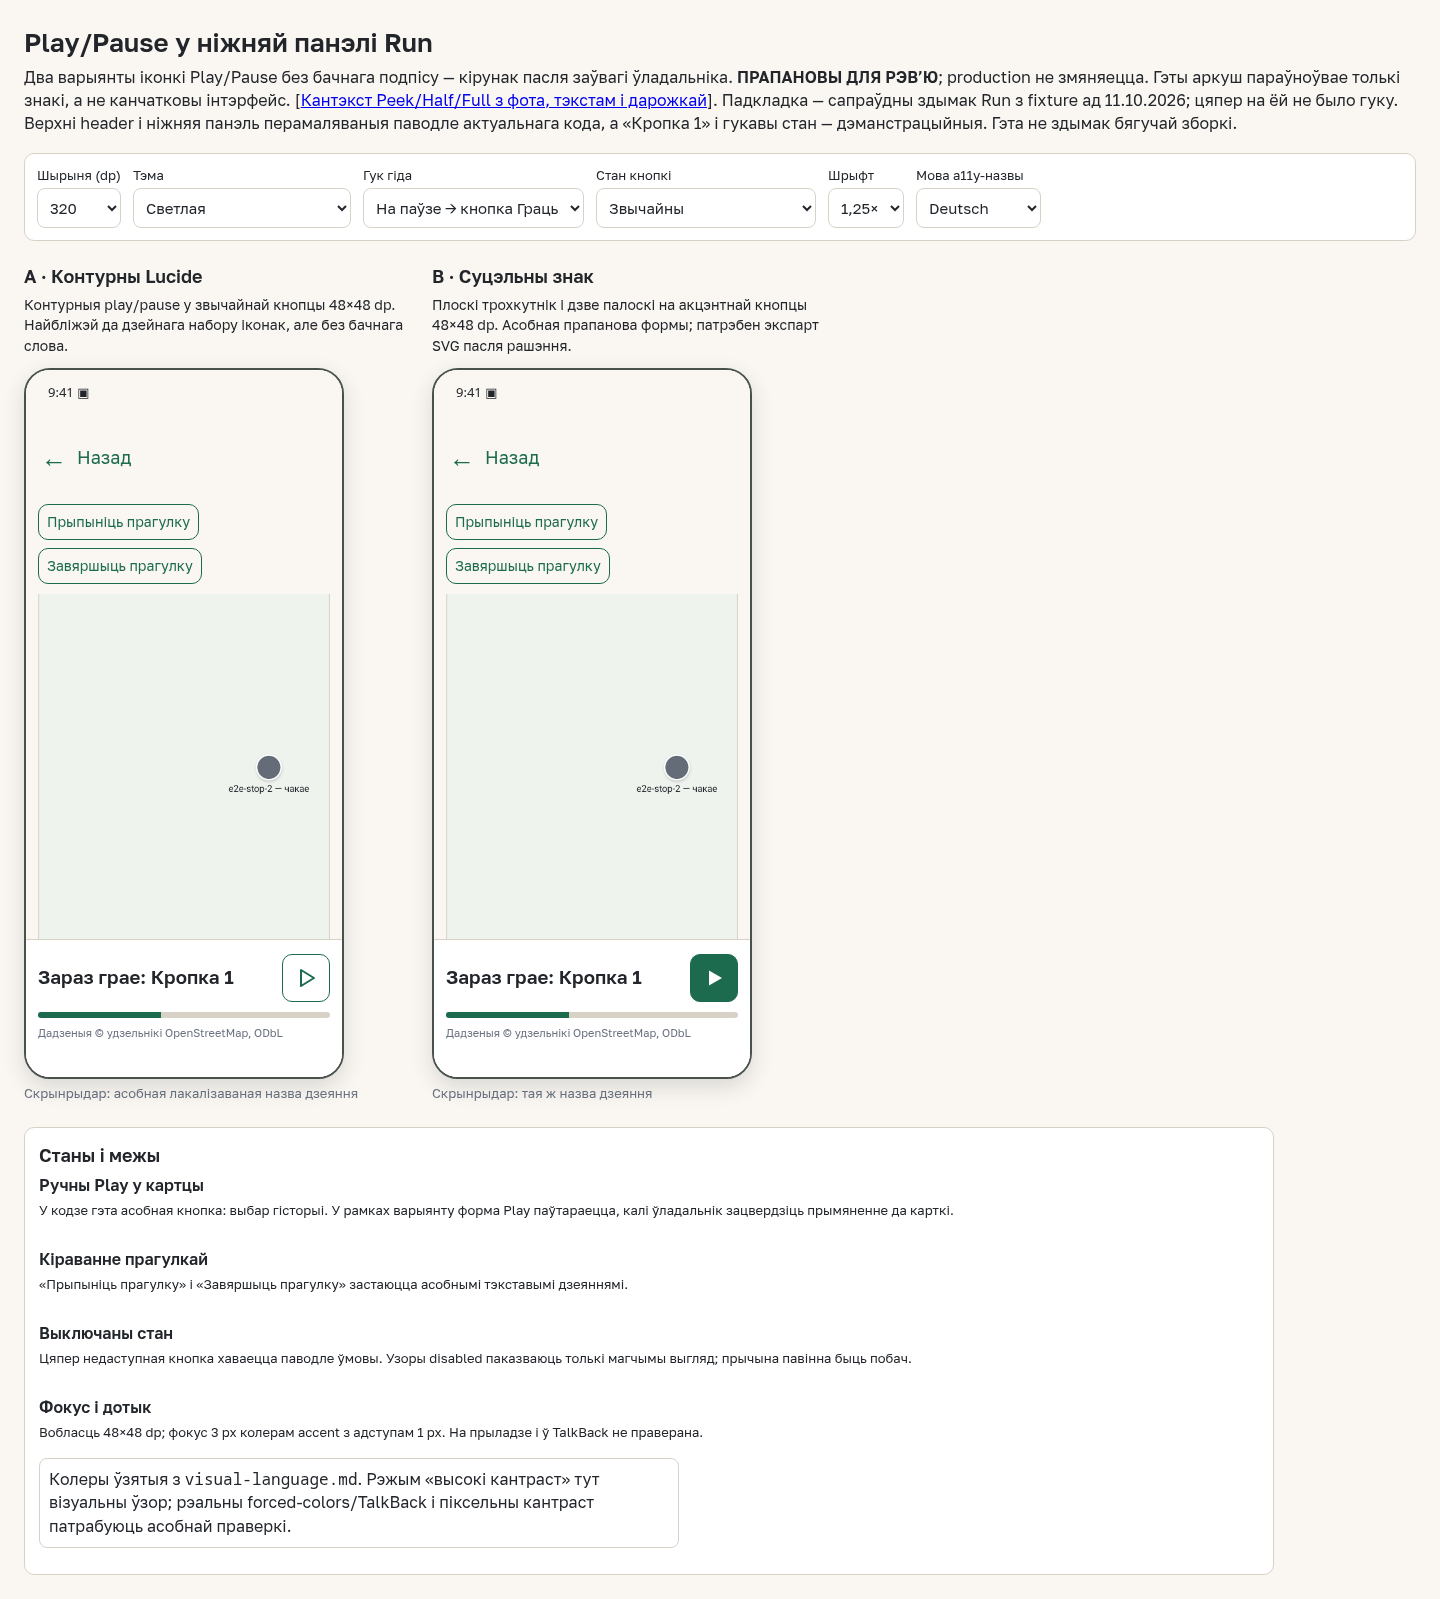 Play/Pause у ніжняй панэлі Run
Два варыянты іконкі Play/Pause без бачнага подпісу — кірунак пасля заўвагі ўладальніка. ПРАПАНОВЫ ДЛЯ РЭВ’Ю; production не змяняецца. Гэты аркуш параўноўвае толькі
знакі, а не канчатковы інтэрфейс. [Кантэкст Peek/Half/Full з фота, тэкстам і дарожкай]. Падкладка — сапраўдны здымак Run з fixture ад 11.10.2026; цяпер на ёй не было гуку.
Верхні header і ніжняя панэль перамаляваныя паводле актуальнага кода, а «Кропка 1» і гукавы стан — дэманстрацыйныя. Гэта не здымак бягучай зборкі.
Шырыня (dp) Тэма Гук гіда Стан кнопкі Шрыфт Мова a11y-назвы
320 Светлая На паўзе → кнопка Граць Звычайны 1,25× Deutsch
A · Контурны Lucide
Контурныя play/pause у звычайнай кнопцы 48×48 dp.
Найбліжэй да дзейнага набору іконак, але без бачнага
слова.
9:41 ▣
← Назад
Прыпыніць прагулку
Завяршыць прагулку
e2e-stop-2 — чакае
Зараз грае: Кропка 1
Дадзеныя © удзельнікі OpenStreetMap, ODbL
Скрынрыдар: асобная лакалізаваная назва дзеяння
B · Суцэльны знак
Плоскі трохкутнік і дзве палоскі на акцэнтнай кнопцы
48×48 dp. Асобная прапанова формы; патрэбен экспарт
SVG пасля рашэння.
9:41 ▣
← Назад
Прыпыніць прагулку
Завяршыць прагулку
e2e-stop-2 — чакае
Зараз грае: Кропка 1
Дадзеныя © удзельнікі OpenStreetMap, ODbL
Скрынрыдар: тая ж назва дзеяння
Станы і межы
Ручны Play у картцы
У кодзе гэта асобная кнопка: выбар гісторыі. У рамках варыянту форма Play паўтараецца, калі ўладальнік зацвердзіць прымяненне да карткі.
Кіраванне прагулкай
«Прыпыніць прагулку» і «Завяршыць прагулку» застаюцца асобнымі тэкставымі дзеяннямі.
Выключаны стан
Цяпер недаступная кнопка хаваецца паводле ўмовы. Узоры disabled паказваюць толькі магчымы выгляд; прычына павінна быць побач.
Фокус і дотык
Вобласць 48×48 dp; фокус 3 px колерам accent з адступам 1 px. На прыладзе і ў TalkBack не праверана.
Колеры ўзятыя з visual-language.md. Рэжым «высокі кантраст» тут
візуальны ўзор; рэальны forced-colors/TalkBack і піксельны кантраст
патрабуюць асобнай праверкі.